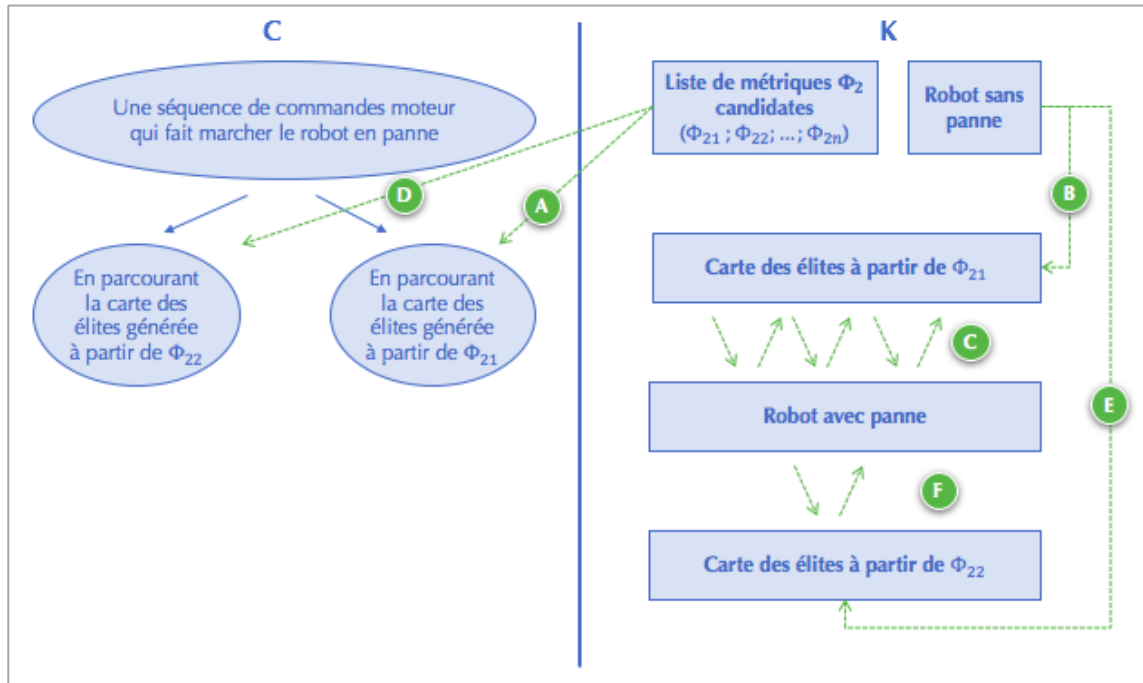 C
K
Une séquence de commandes moteur
qui fait marcher le robot en panne
Liste de métriques Φ2
candidates
(Φ21 ; Φ22; ...; Φ2n)
Robot sans
panne
D
A
B
En parcourant
la carte des
élites générée
à partir de Φ22
En parcourant
la carte des
élites générée
à partir de Φ21
Carte des élites à partir de Φ21
C
Robot avec panne
E
F
Carte des élites à partir de Φ22